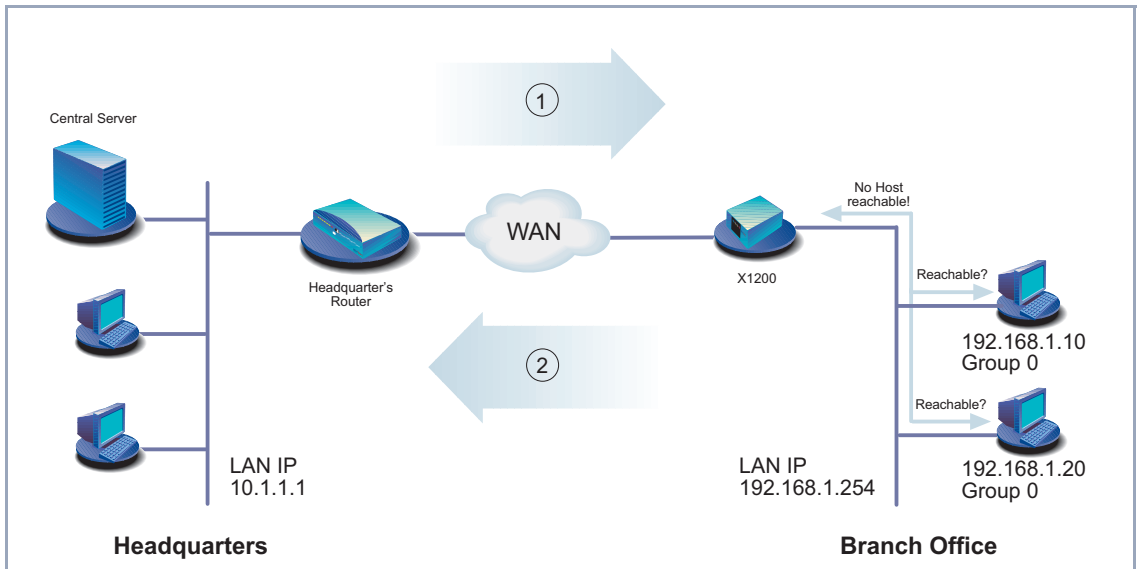 1
Central Server
No Host
reachable!
WAN
Reachable?
X1200
Headquarter's
Router
192.168.1.10
Group 0
2
Reachable?
LAN IP
10.1.1.1
LAN IP
192.168.1.254
192.168.1.20
Group 0
Headquarters
Branch Office